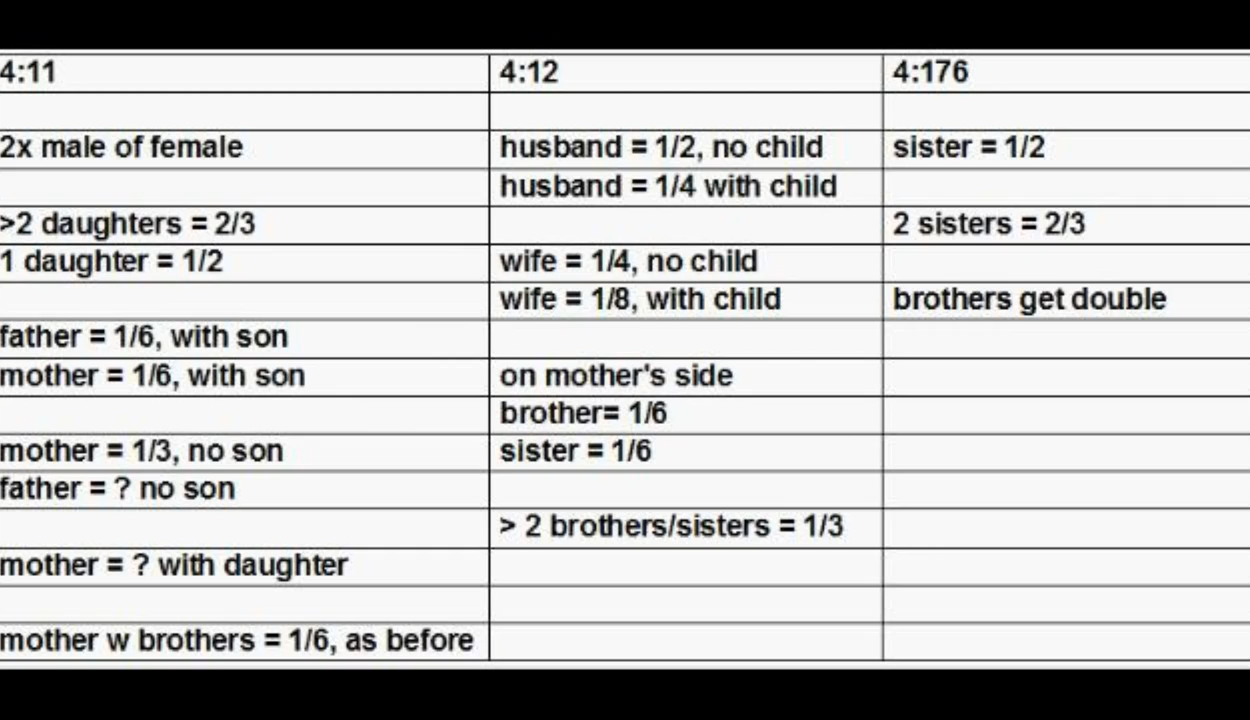 4:11 4:12 4:176
2x male of female husband = 1/2, no child sister = 1/2
husband = 1/4 with child
>2 daughters = 2/3 2 sisters = 2/3
1 daughter = 1/2 wife = 1/4, no child
wife = 1/8, with child brothers get double
father = 1/6, with son
mother = 1/6, with son on mother's side
brother= 1/6
mother = 1/3, no son sister = 1/6
father = ? no son
> 2 brothers/sisters = 1/3
mother = ? with daughter
mother w brothers = 1/6, as before